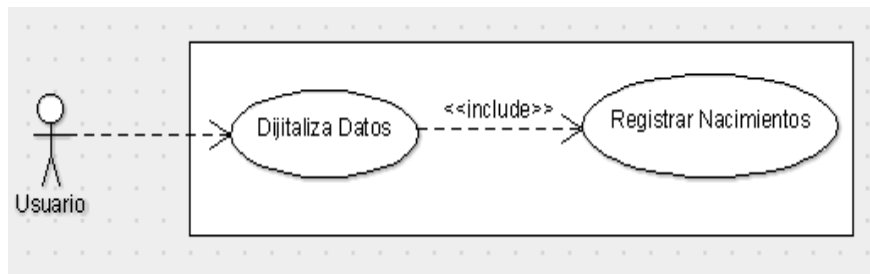 Usuario
Dijitaliza Datos
<<include>>
Registrar Nacimientos